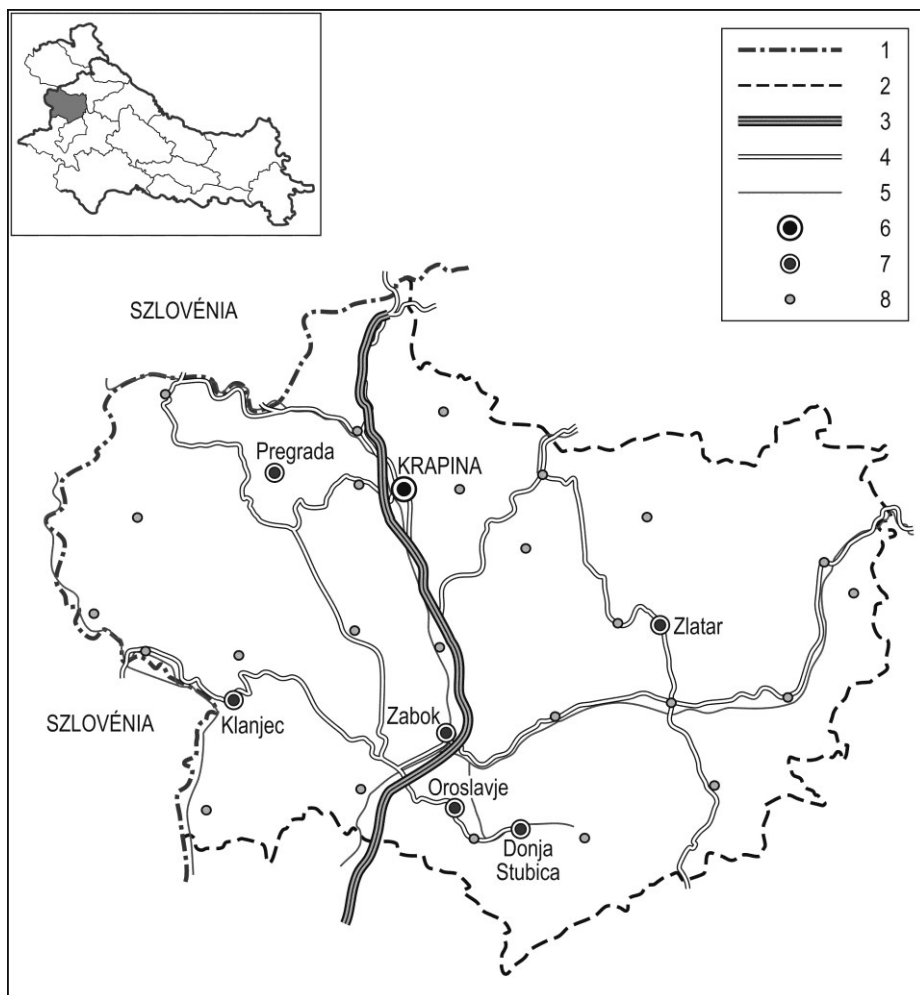 1
2
3
4
5
6
7
8
SZLOVÉNIA
Pregrada
KRAPINA
Zlatar
SZLOVÉNIA
Klanjec
Zabok
Oroslavje
Donja
Stubica